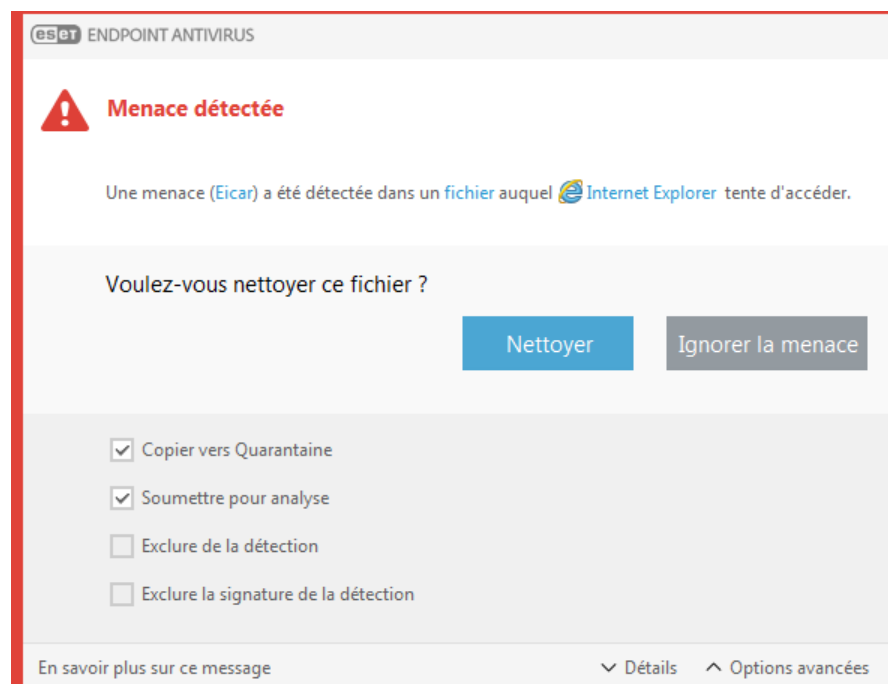 eset ENDPOINT ANTIVIRUS
Menace détectée
Une menace (Eicar) a été détectée dans un fichier auquel Internet Explorer tente d'accéder.
Voulez-vous nettoyer ce fichier ?
Nettoyer Ignorer la menace
Copier vers Quarantaine
Soumettre pour analyse
Exclure de la détection
Exclure la signature de la détection
En savoir plus sur ce message Détails Options avancées